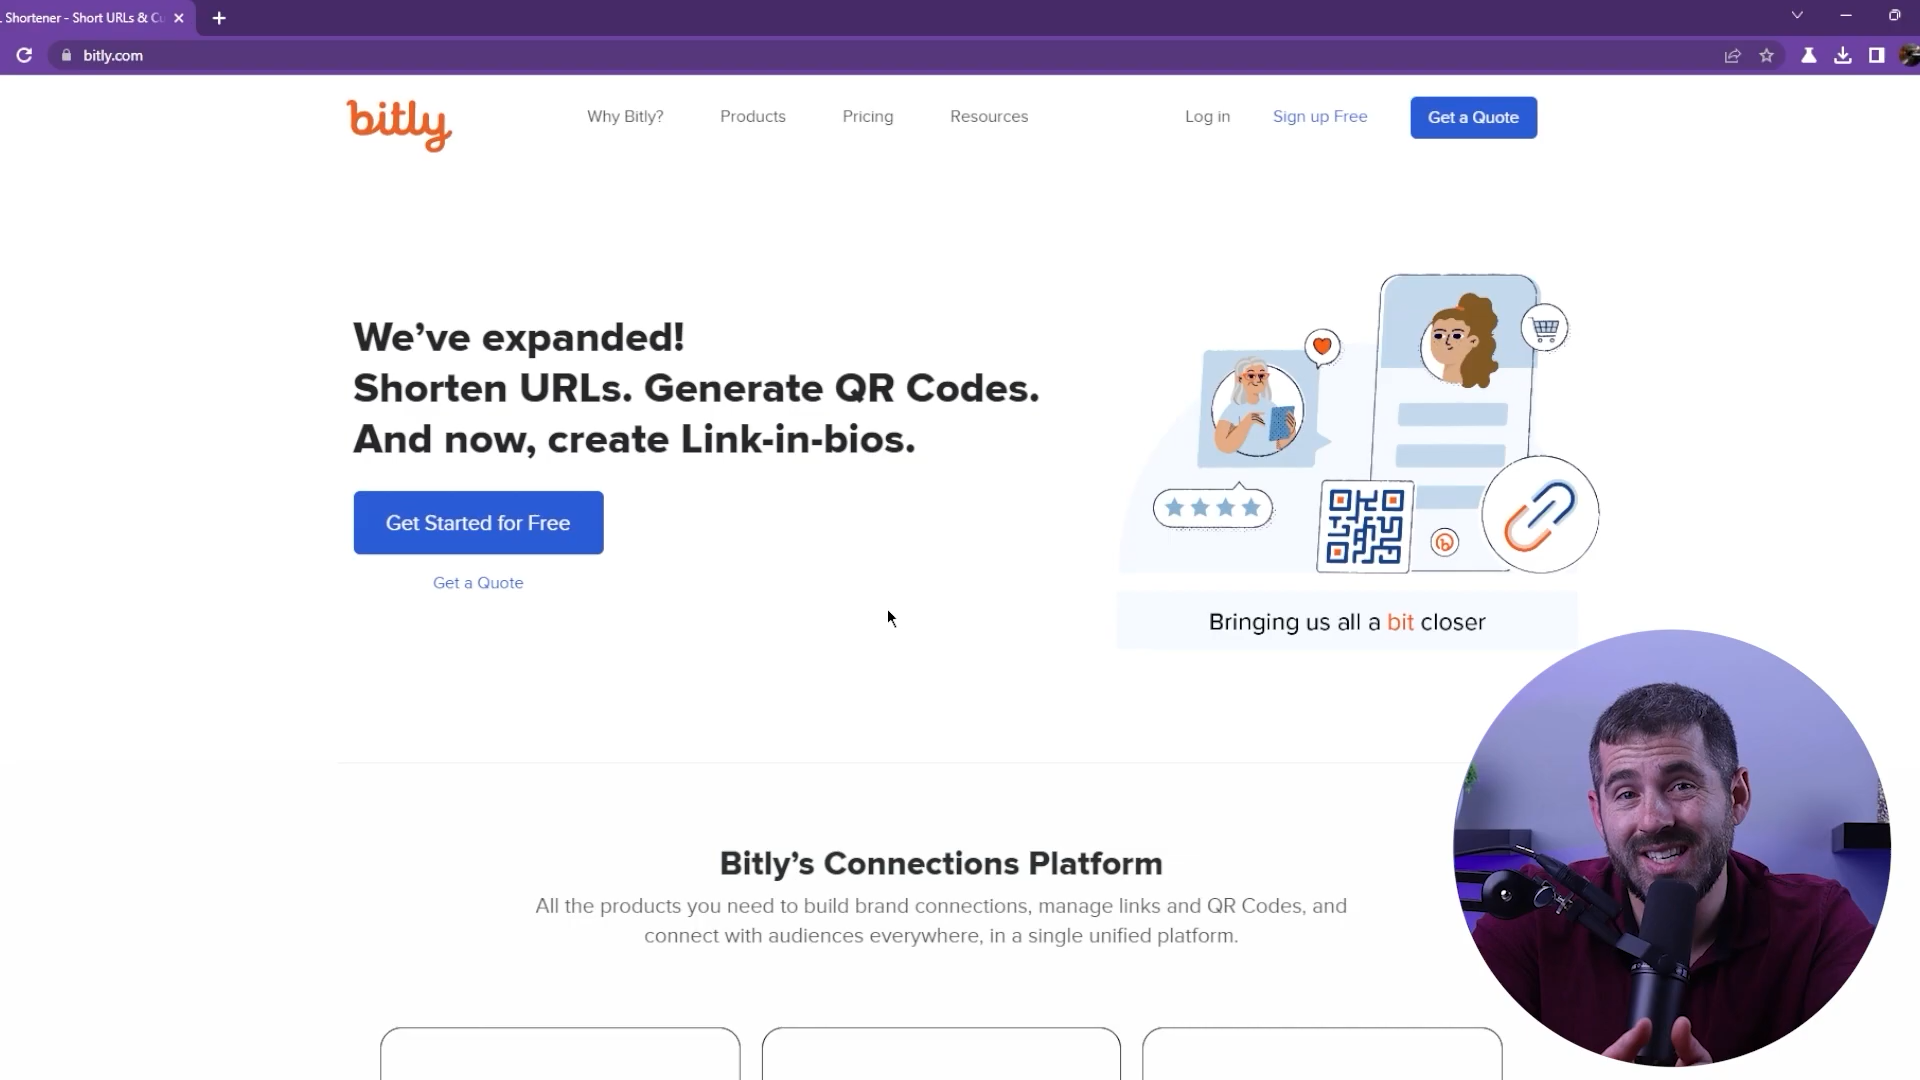 . Shortener - Short URLs & Cu
bitly.com
bitly
Why Bitly?
Products
Pricing
Resources
Log in
Sign up Free
Get a Quote
We’ve expanded!
Shorten URLs. Generate QR Codes.
And now, create Link-in-bios.
Get Started for Free
Get a Quote
Bringing us all a bit closer
Bitly’s Connections Platform
All the products you need to build brand connections, manage links and QR Codes, and
connect with audiences everywhere, in a single unified platform.